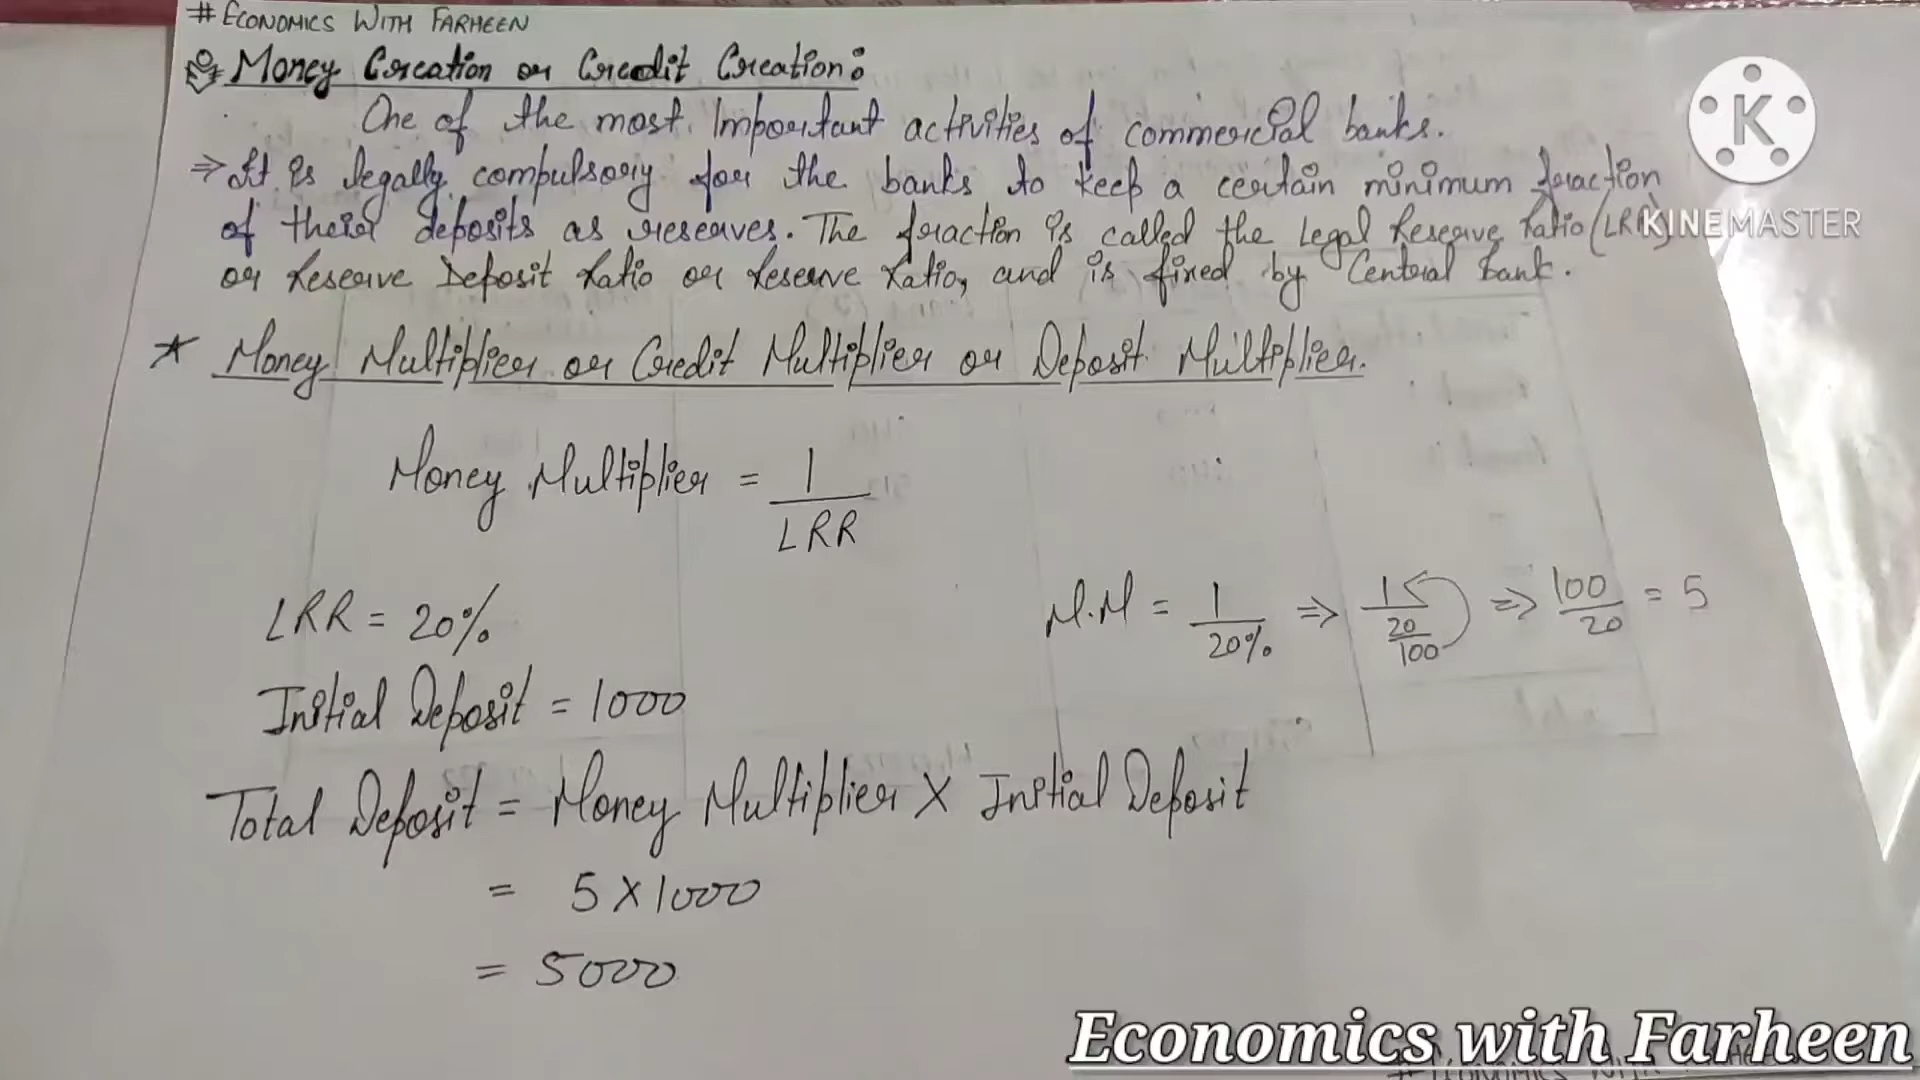 # ECONOMICS WITH FARHEEN
Money Creation or Credit Creation:
One of the most Important activities of commercial banks.
⇒ It is legally compulsory for the banks to keep a certain minimum fraction
of their deposits as reserves. The fraction is called the Legal Reserve Ratio (LRR)
or Reserve Deposit Ratio or Reserve Ratio, and is fixed by Central Bank.
K
KINEMASTER
* Money Multiplier or Credit Multiplier or Deposit Multiplier.
Money Multiplier = 1/LRR
LRR = 20%
M.M = 1/20% ⇒ 1/(20/100) ⇒ 100/20 = 5
Initial Deposit = 1000
Total Deposit = Money Multiplier X Initial Deposit
= 5 X 1000
= 5000
Economics with Farheen